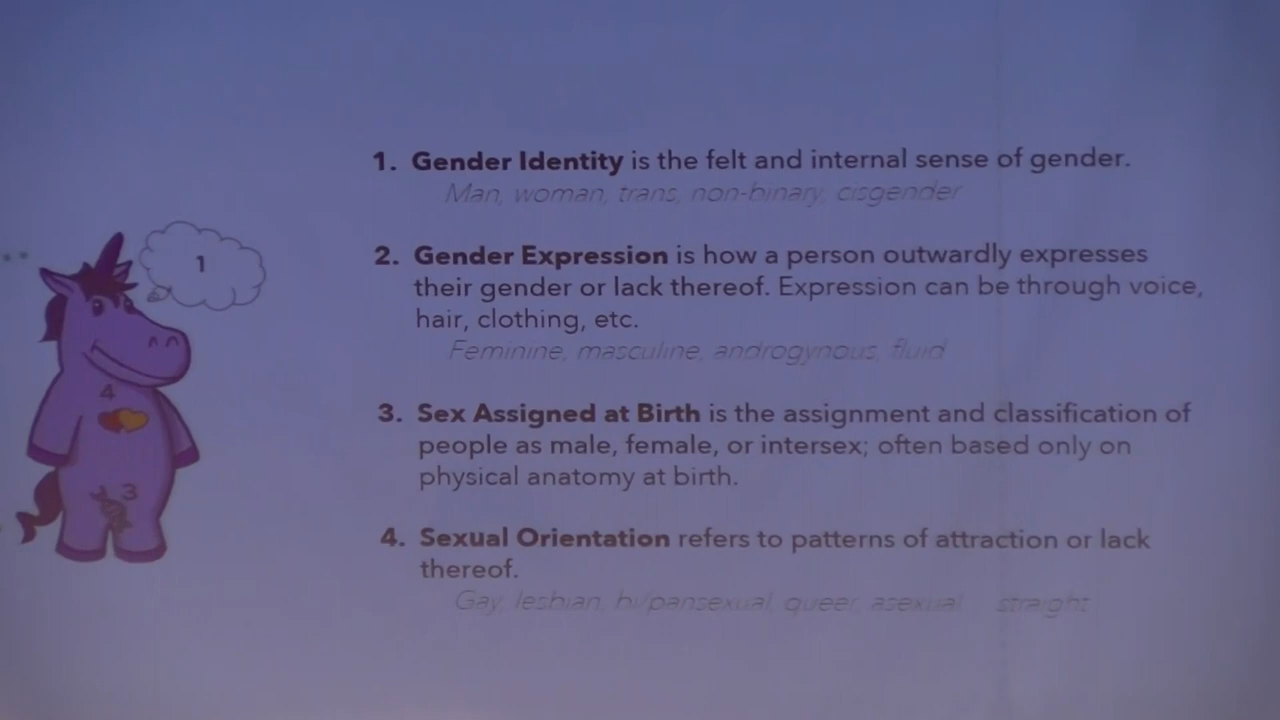 1. Gender Identity is the felt and internal sense of gender.
Man, woman, trans, non-binary, cisgender
2. Gender Expression is how a person outwardly expresses
their gender or lack thereof. Expression can be through voice,
hair, clothing, etc.
Feminine, masculine, androgynous, fluid
3. Sex Assigned at Birth is the assignment and classification of
people as male, female, or intersex; often based only on
physical anatomy at birth.
4. Sexual Orientation refers to patterns of attraction or lack
thereof.
Gay, lesbian, bi/pansexual, queer, asexual, straight
1
4
3